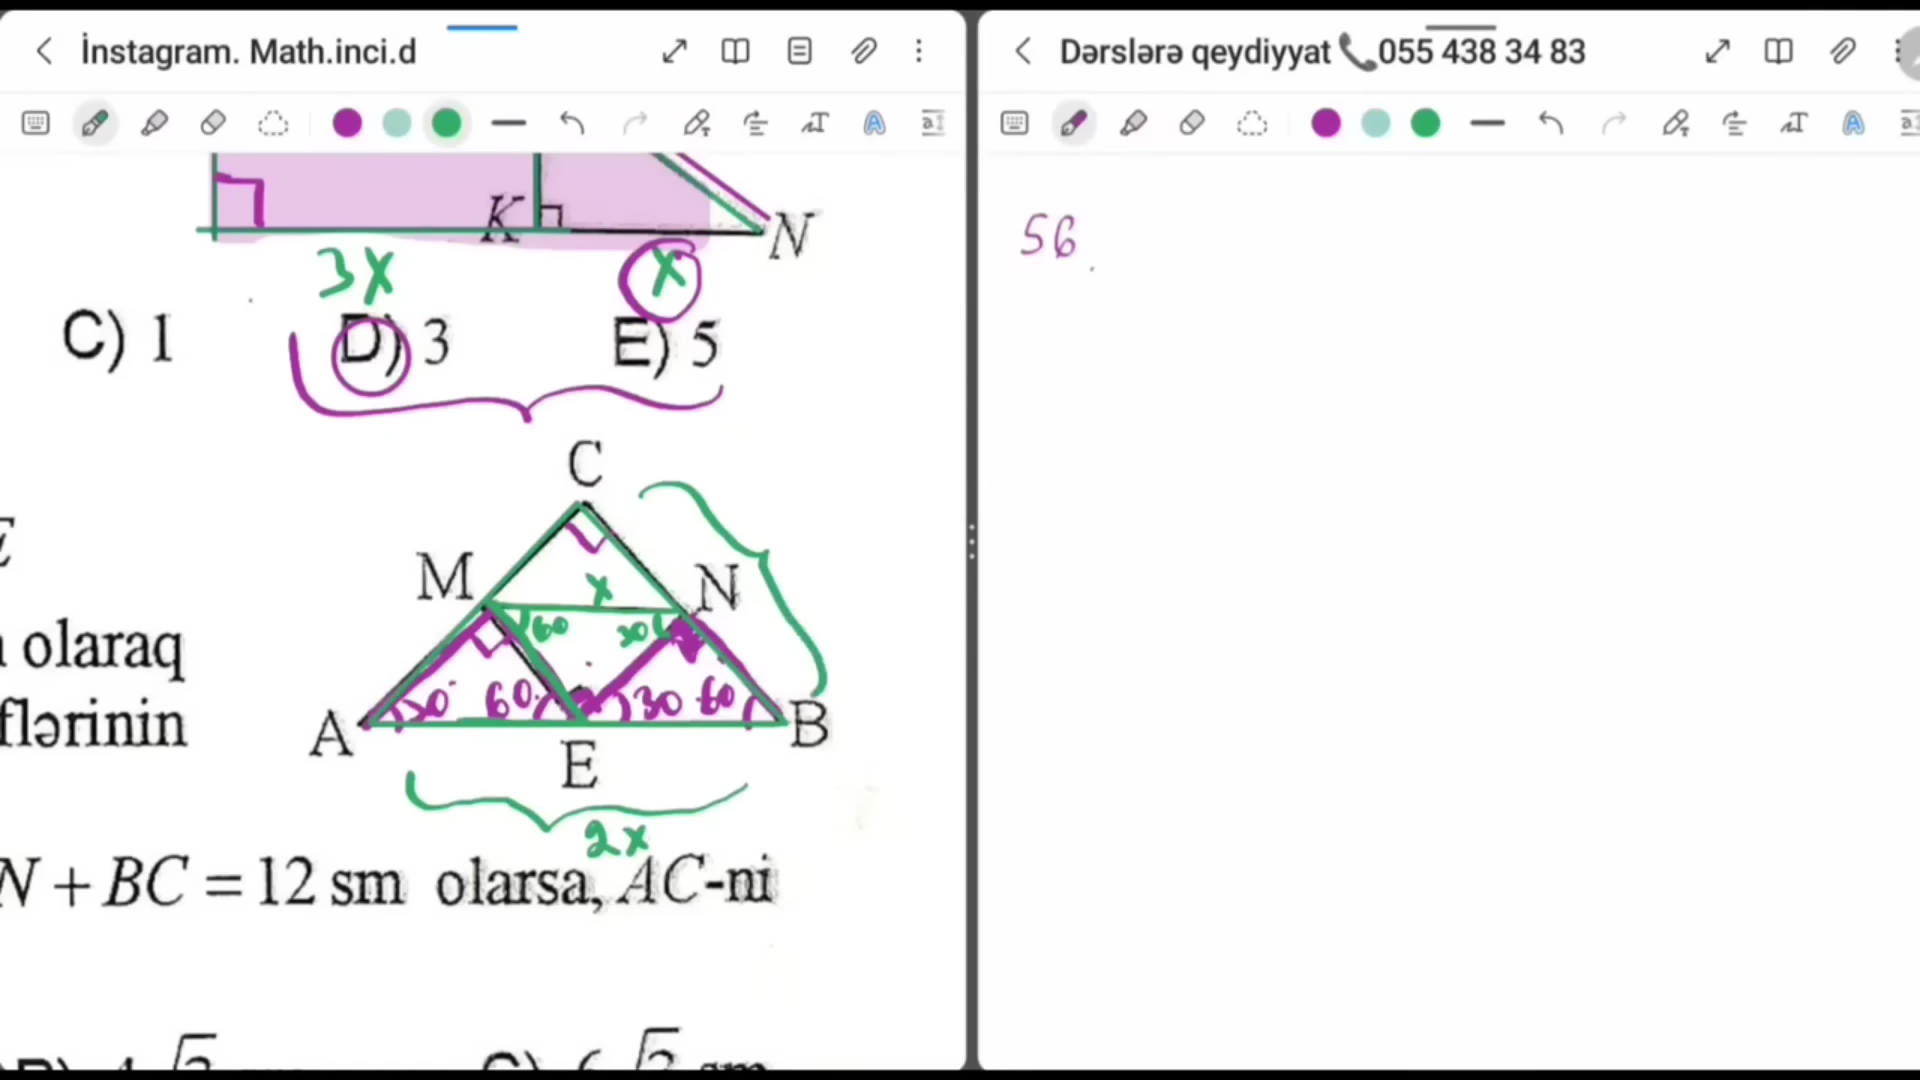 İnstagram. Math.inci.d
Dərslərə qeydiyyat 📞055 438 34 83
K
N
3x
x
C) 1
D) 3
E) 5
56.
C
M
N
x
60
30
olaraq
flərinin
30
60
30
60
A
B
E
2x
N + BC = 12 sm olarsa, AC-ni